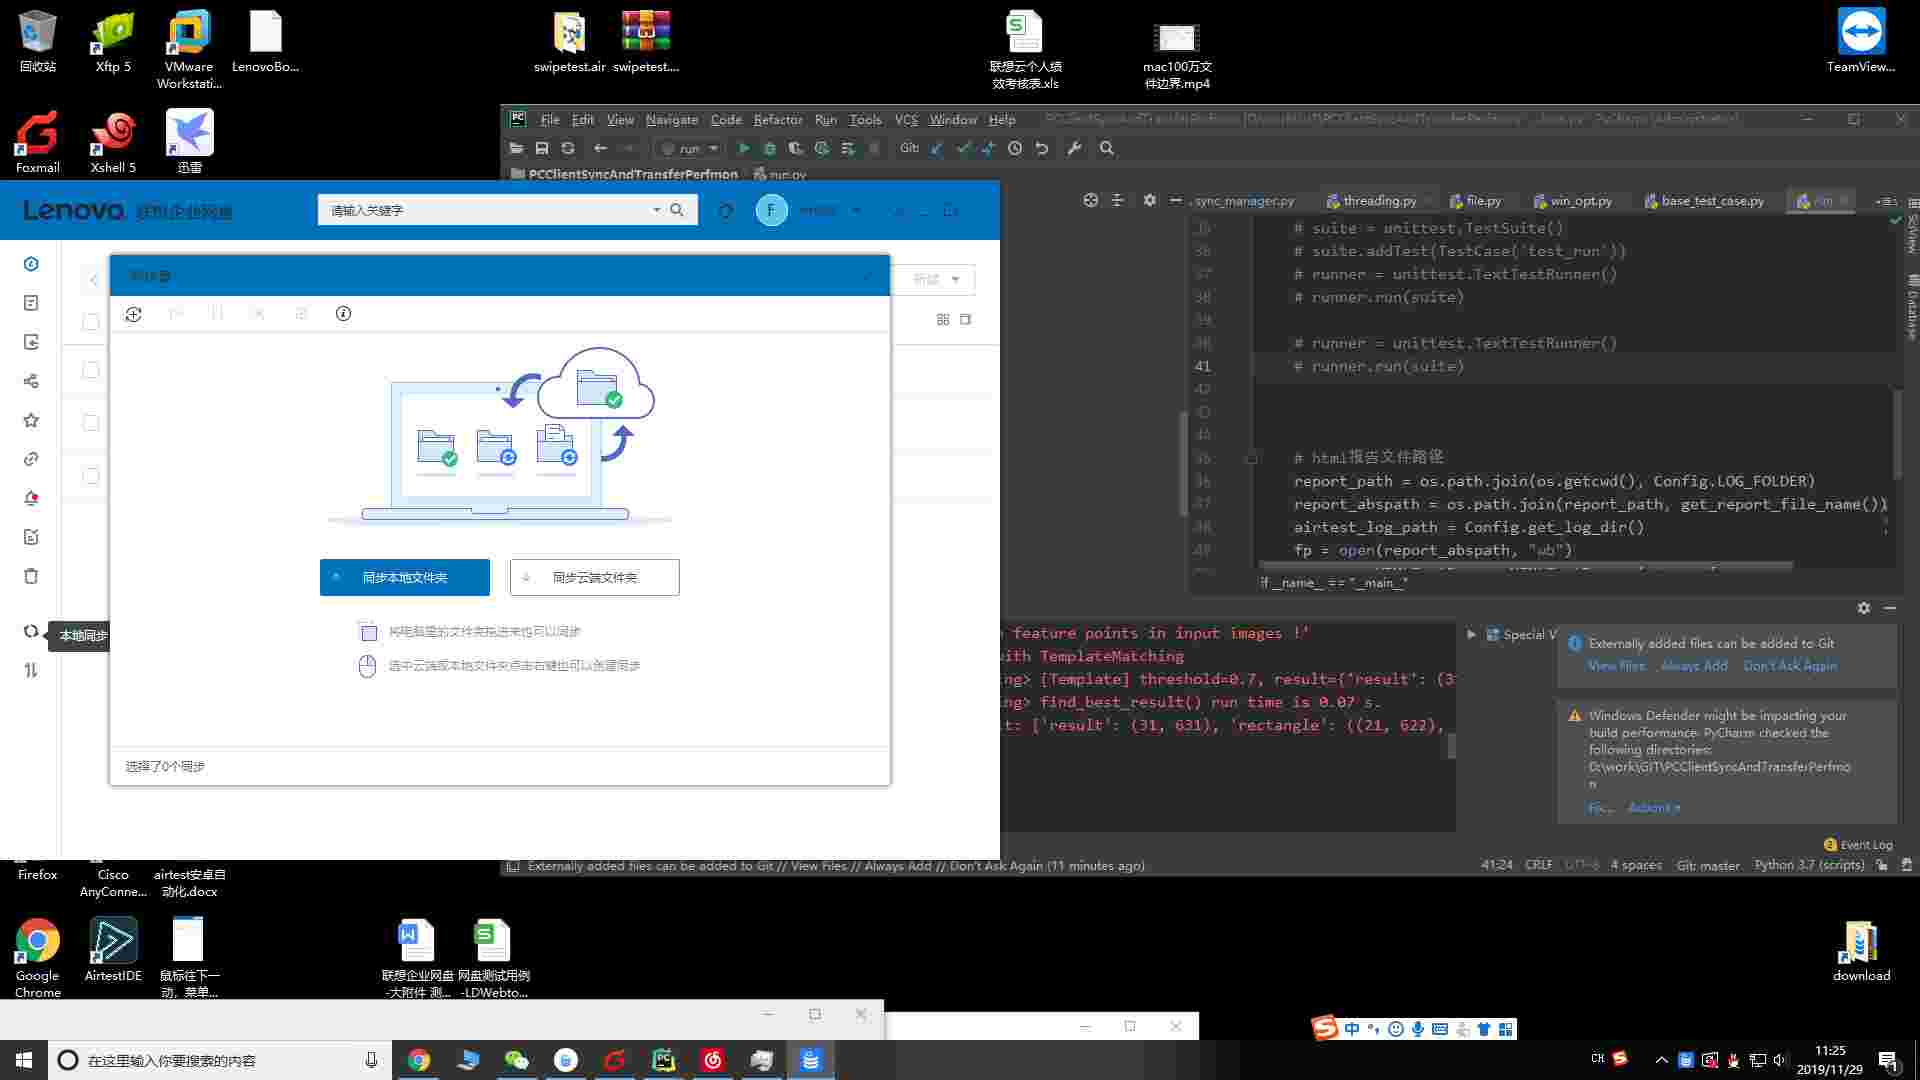 回收站
Xftp 5
VMware
Workstati...
LenovoBo...
swipetest.air
swipetest....
联想云个人绩
效考核表.xls
mac100万文
件边界.mp4
TeamView...
Foxmail
Xshell 5
迅雷
File Edit View Navigate Code Refactor Run Tools VCS Window Help
run
Git:
PCClientSyncAndTransferPerfmon
run.py
Lenovo 联想企业网盘
请输入关键字
F
新建
sync_manager.py
threading.py
file.py
win_opt.py
base_test_case.py
# suite = unittest.TestSuite()
# suite.addTest(TestCase('test_run'))
# runner = unittest.TextTestRunner()
# runner.run(suite)
# runner = unittest.TextTestRunner()
41 # runner.run(suite)
# html报告文件路径
report_path = os.path.join(os.getcwd(), Config.LOG_FOLDER)
report_abspath = os.path.join(report_path, get_report_file_name())
airtest_log_path = Config.get_log_dir()
fp = open(report_abspath, "wb")
if __name__ == "__main__"
SciView
Database
同步本地文件夹
同步云端文件夹
将电脑里的文件夹拖进来也可以同步
选中云端或本地文件夹点击右键也可以创建同步
选择了0个同步
本地同步
feature points in input images !'
ith TemplateMatching
ng> [Template] threshold=0.7, result={'result': (3
ng> find_best_result() run time is 0.07 s.
lt: ['result': (31, 631), 'rectangle': ((21, 622),
Special V
Externally added files can be added to Git
View Files Always Add Don't Ask Again
Windows Defender might be impacting your
build performance. PyCharm checked the
following directories:
D:\work\GIT\PCClientSyncAndTransferPerfmo
n
Fix... Actions
Event Log
Externally added files can be added to Git // View Files // Always Add // Don't Ask Again (11 minutes ago)
41:24 CRLF UTF-8 4 spaces Git: master Python 3.7 (scripts)
Firefox
Cisco
AnyConne...
airtest安卓自
动化.docx
Google
Chrome
AirtestIDE
鼠标往下一
动，菜单...
联想企业网盘
-大附件 测...
网盘测试用例
-LDWebto...
download
中
在这里输入你要搜索的内容
CH
11:25
2019/11/29